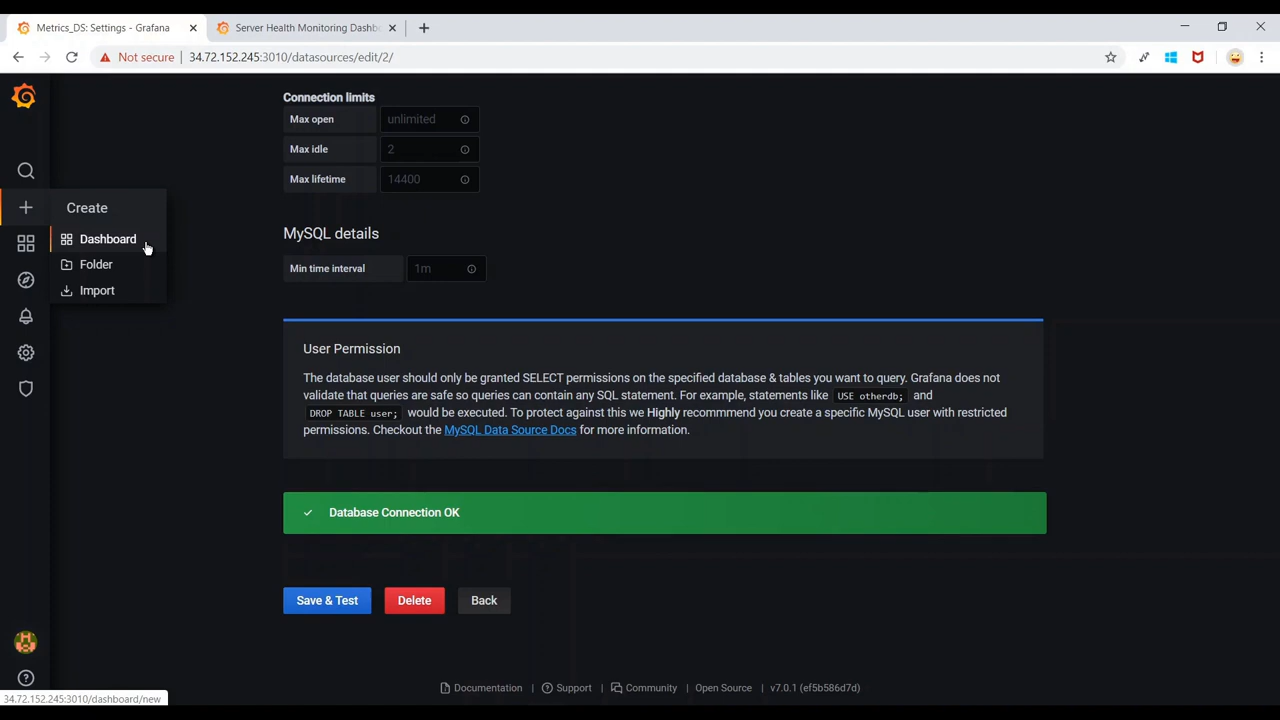 Metrics_DS: Settings - Grafana
Server Health Monitoring Dashb
Not secure
34.72.152.245:3010/datasources/edit/2/
Connection limits
Max open unlimited
Max idle 2
Max lifetime 14400
Create
Dashboard
Folder
Import
MySQL details
Min time interval 1m
User Permission
The database user should only be granted SELECT permissions on the specified database & tables you want to query. Grafana does not
validate that queries are safe so queries can contain any SQL statement. For example, statements like USE otherdb; and
DROP TABLE user; would be executed. To protect against this we Highly recommmend you create a specific MySQL user with restricted
permissions. Checkout the MySQL Data Source Docs for more information.
Database Connection OK
Save & Test Delete Back
Documentation | Support | Community | Open Source | v7.0.1 (ef5b586d7d)
34.72.152.245:3010/dashboard/new